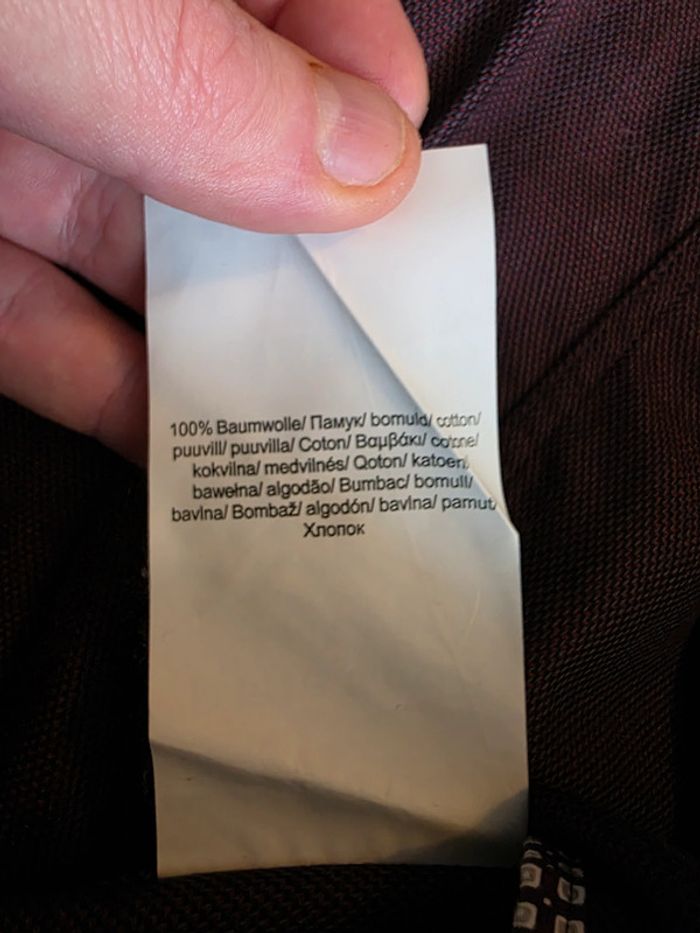 100% Baumwolle/ Памук/ bomuld/ cotton/
puuvill/ puuvilla/ Coton/ Βαμβάκι/ cotone/
kokvilna/ medvilnés/ Qoton/ katoen/
bawełna/ algodão/ Bumbac/ bomull/
bavlna/ Bombaž/ algodón/ bavlna/ pamut/
Хлопок